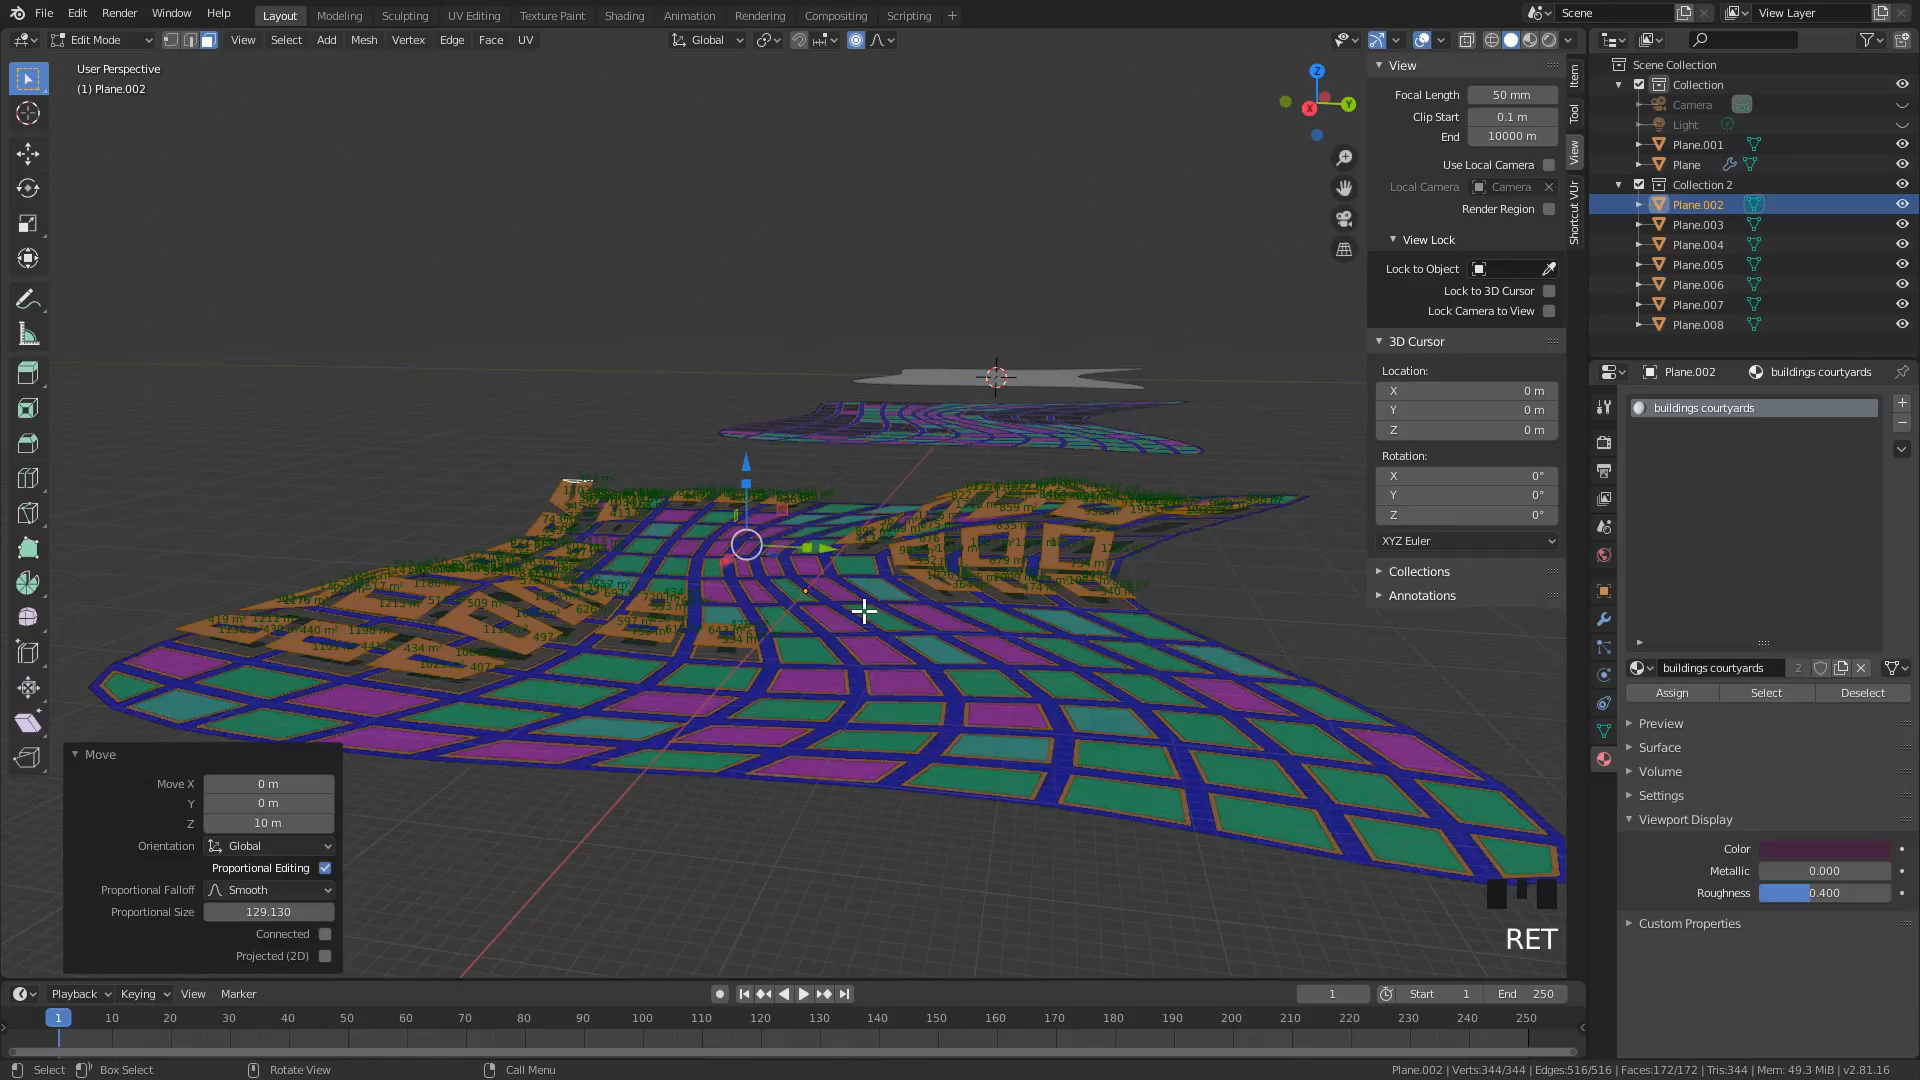 File Edit Render Window Help Layout Modeling Sculpting UV Editing Texture Paint Shading Animation Rendering Compositing Scripting + Scene View Layer
Edit Mode View Select Add Mesh Vertex Edge Face UV Global
User Perspective
(1) Plane.002
View
Focal Length 50 mm
Clip Start 0.1 m
End 10000 m
Use Local Camera
Local Camera Camera
Render Region
View Lock
Lock to Object
Lock to 3D Cursor
Lock Camera to View
3D Cursor
Location:
X 0 m
Y 0 m
Z 0 m
Rotation:
X 0°
Y 0°
Z 0°
XYZ Euler
Collections
Annotations
Item
Tool
View
Shortcut VUr
Z
Y
X
Scene Collection
Collection
Camera
Light
Plane.001
Plane
Collection 2
Plane.002
Plane.003
Plane.004
Plane.005
Plane.006
Plane.007
Plane.008
Plane.002 buildings courtyards
buildings courtyards
buildings courtyards 2
Assign Select Deselect
Preview
Surface
Volume
Settings
Viewport Display
Color
Metallic 0.000
Roughness 0.400
Custom Properties
Move
Move X 0 m
Y 0 m
Z 10 m
Orientation Global
Proportional Editing
Proportional Falloff Smooth
Proportional Size 129.130
Connected
Projected (2D)
RET
Playback Keying View Marker 1 Start 1 End 250
1 10 20 30 40 50 60 70 80 90 100 110 120 130 140 150 160 170 180 190 200 210 220 230 240 250
Select Box Select Rotate View Call Menu Plane.002 | Verts:344/344 | Edges:516/516 | Faces:172/172 | Tris:344 | Mem: 49.3 MiB | v2.81.16